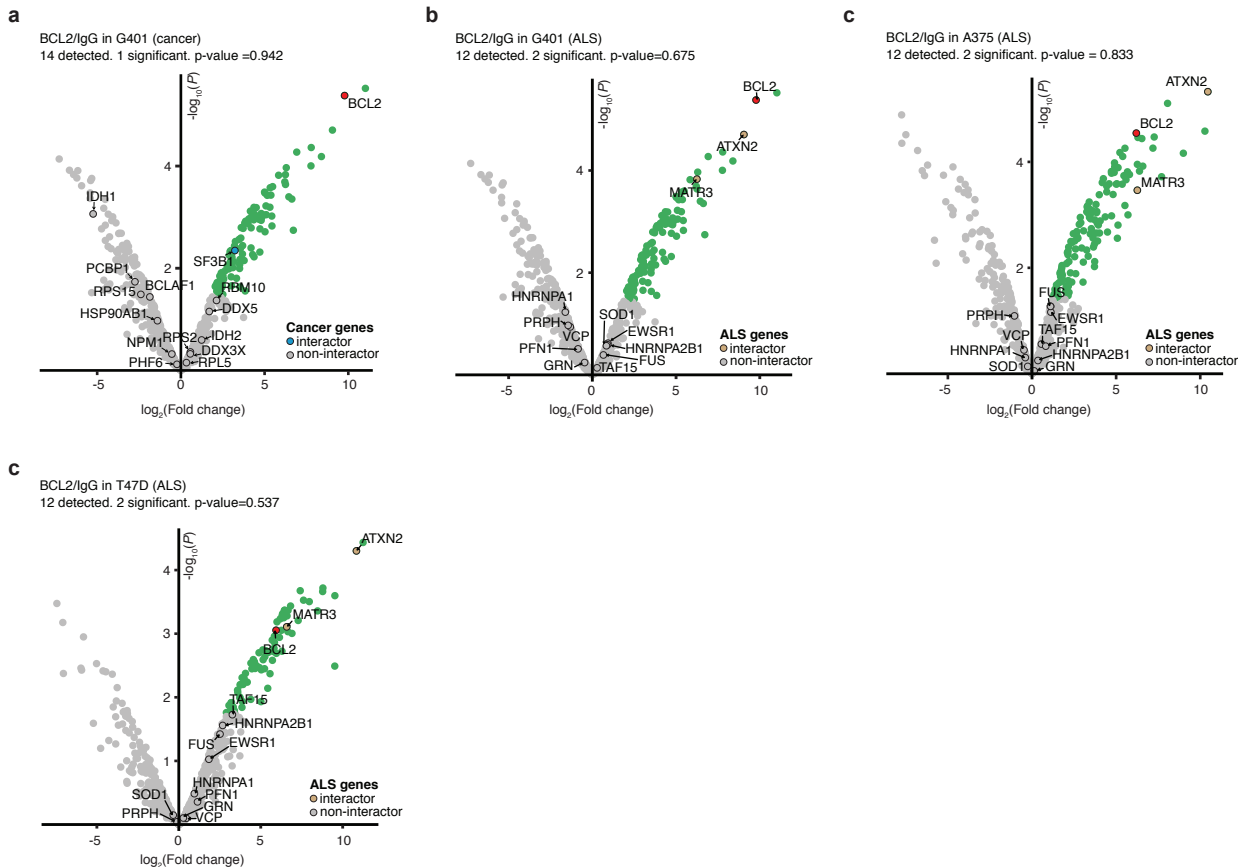 a
BCL2/IgG in G401 (cancer)
14 detected. 1 significant. p-value =0.942
-log10(P)
BCL2
4
IDH1
SF3B1
PCBP1
2
RBM10
RPS15
BCLAF1
DDX5
HSP90AB1
Cancer genes
RPS2
IDH2
interactor
NPM1
DDX3X
non-interactor
PHF6
RPL5
-5
0
5
10
log2(Fold change)
b
BCL2/IgG in G401 (ALS)
12 detected. 2 significant. p-value=0.675
-log10(P)
BCL2
ATXN2
4
MATR3
2
HNRNPA1
SOD1
PRPH
EWSR1
VCP
ALS genes
PFN1
HNRNPA2B1
interactor
GRN
FUS
non-interactor
TAF15
-5
0
5
10
log2(Fold change)
c
BCL2/IgG in A375 (ALS)
12 detected. 2 significant. p-value = 0.833
ATXN2
-log10(P)
BCL2
4
MATR3
2
FUS
PRPH
EWSR1
TAF15
VCP
PFN1
ALS genes
HNRNPA1
HNRNPA2B1
interactor
SOD1
GRN
non-interactor
-5
0
5
10
log2(Fold change)
c
BCL2/IgG in T47D (ALS)
12 detected. 2 significant. p-value=0.537
-log10(P)
ATXN2
4
MATR3
3
BCL2
2
TAF15
HNRNPA2B1
FUS
EWSR1
1
HNRNPA1
ALS genes
SOD1
PFN1
interactor
GRN
PRPH
VCP
non-interactor
-5
0
5
10
log2(Fold change)